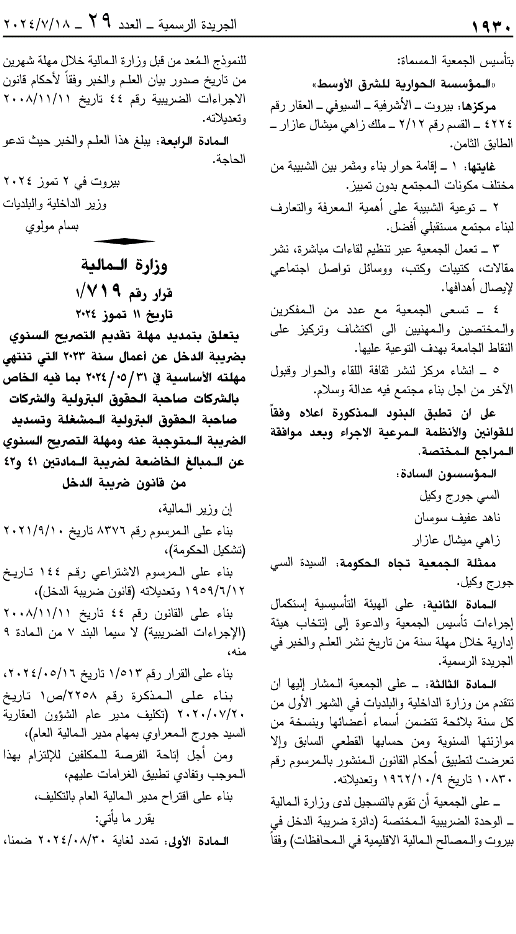 ١٩٣٠
الجريدة الرسمية ـ العدد ٢٩ ـ ٢٠٢٤/٧/١٨
بتأسيس الجمعية المسماة:
«المؤسسة الحوارية للشرق الأوسط»
مركزها: بيروت ـ الأشرفية ـ السيوفي ـ العقار رقم
٤٢٢٤ ـ القسم رقم ٢/١٢ ـ ملك زاهي ميشال عازار ـ
الطابق الثامن.
غايتها: ١ ـ إقامة حوار بناء ومثمر بين الشبيبة من
مختلف مكونات المجتمع بدون تمييز.
٢ ـ توعية الشبيبة على أهمية المعرفة والتعارف
لبناء مجتمع مستقبلي أفضل.
٣ ـ تعمل الجمعية عبر تنظيم لقاءات مباشرة، نشر
مقالات، كتيبات وكتب، ووسائل تواصل اجتماعي
لإيصال أهدافها.
٤ ـ تسعى الجمعية مع عدد من المفكرين
والمختصين والمهنيين الى اكتشاف وتركيز على
النقاط الجامعة بهدف التوعية عليها.
٥ ـ انشاء مركز لنشر ثقافة اللقاء والحوار وقبول
الآخر من اجل بناء مجتمع فيه عدالة وسلام.
على ان تطبق البنود المذكورة اعلاه وفقاً
للقوانين والأنظمة المرعية الاجراء وبعد موافقة
المراجع المختصة.
المؤسسون السادة:
السي جورج وكيل
ناهد عفيف سوسان
زاهي ميشال عازار
ممثلة الجمعية تجاه الحكومة: السيدة السي
جورج وكيل.
المادة الثانية: على الهيئة التأسيسية إستكمال
إجراءات تأسيس الجمعية والدعوة إلى إنتخاب هيئة
إدارية خلال مهلة سنة من تاريخ نشر العلم والخبر في
الجريدة الرسمية.
المادة الثالثة: ـ على الجمعية المشار إليها ان
تتقدم من وزارة الداخلية والبلديات في الشهر الأول من
كل سنة بلائحة تتضمن أسماء أعضائها وبنسخة من
موازنتها السنوية ومن حسابها القطعي السابق وإلا
تعرضت لتطبيق أحكام القانون المنشور بالمرسوم رقم
١٠٨٣٠ تاريخ ١٩٦٢/١٠/٩ وتعديلاته.
ـ على الجمعية أن تقوم بالتسجيل لدى وزارة المالية
ـ الوحدة الضريبية المختصة (دائرة ضريبة الدخل في
بيروت والمصالح المالية الاقليمية في المحافظات) وفقاً
للنموذج المُعد من قبل وزارة المالية خلال مهلة شهرين
من تاريخ صدور بيان العلم والخبر وفقاً لأحكام قانون
الاجراءات الضريبية رقم ٤٤ تاريخ ٢٠٠٨/١١/١١
وتعديلاته.
المادة الرابعة: يبلغ هذا العلم والخبر حيث تدعو
الحاجة.
بيروت في ٢ تموز ٢٠٢٤
وزير الداخلية والبلديات
بسام مولوي
وزارة المالية
قرار رقم ١/٧١٩
تاريخ ١١ تموز ٢٠٢٤
يتعلق بتمديد مهلة تقديم التصريح السنوي
بضريبة الدخل عن أعمال سنة ٢٠٢٣ التي تنتهي
مهلته الأساسية في ٢٠٢٤/٠٥/٣١ بما فيه الخاص
بالشركات صاحبة الحقوق البترولية والشركات
صاحبة الحقوق البترولية المشغلة وتسديد
الضريبة المتوجبة عنه ومهلة التصريح السنوي
عن المبالغ الخاضعة لضريبة المادتين ٤١ و٤٢
من قانون ضريبة الدخل
إن وزير المالية،
بناء على المرسوم رقم ٨٣٧٦ تاريخ ٢٠٢١/٩/١٠
(تشكيل الحكومة)،
بناء على المرسوم الاشتراعي رقم ١٤٤ تاريخ
١٩٥٩/٦/١٢ وتعديلاته (قانون ضريبة الدخل)،
بناء على القانون رقم ٤٤ تاريخ ٢٠٠٨/١١/١١
(الإجراءات الضريبية) لا سيما البند ٧ من المادة ٩
منه،
بناء على القرار رقم ١/٥١٣ تاريخ ٢٠٢٤/٠٥/١٦،
بناء على المذكرة رقم ٢٢٥٨/ص١ تاريخ
٢٠٢٠/٠٧/٢٠ (تكليف مدير عام الشؤون العقارية
السيد جورج المعراوي بمهام مدير المالية العام)،
ومن أجل إتاحة الفرصة للمكلفين للإلتزام بهذا
الموجب وتفادي تطبيق الغرامات عليهم،
بناء على اقتراح مدير المالية العام بالتكليف،
يقرر ما يأتي:
المادة الأولى: تمدد لغاية ٢٠٢٤/٠٨/٣٠ ضمنا،